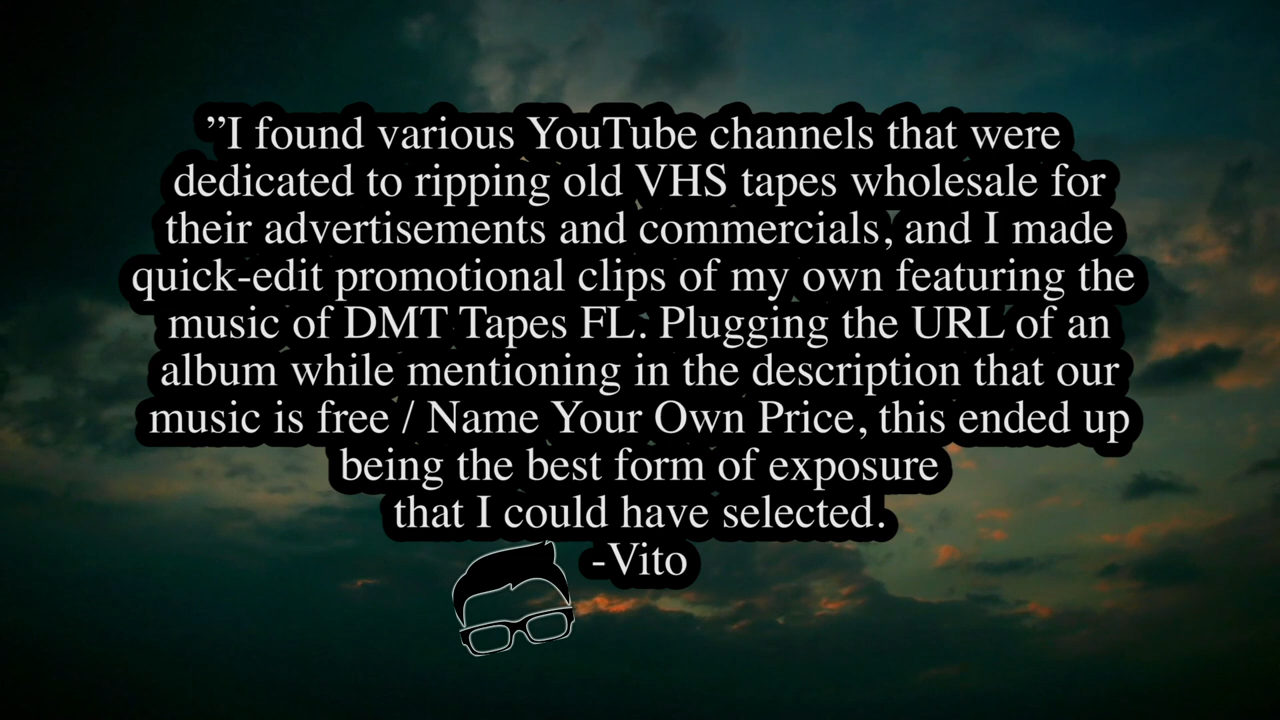 ”I found various YouTube channels that were
dedicated to ripping old VHS tapes wholesale for
their advertisements and commercials, and I made
quick-edit promotional clips of my own featuring the
music of DMT Tapes FL. Plugging the URL of an
album while mentioning in the description that our
music is free / Name Your Own Price, this ended up
being the best form of exposure
that I could have selected.
-Vito